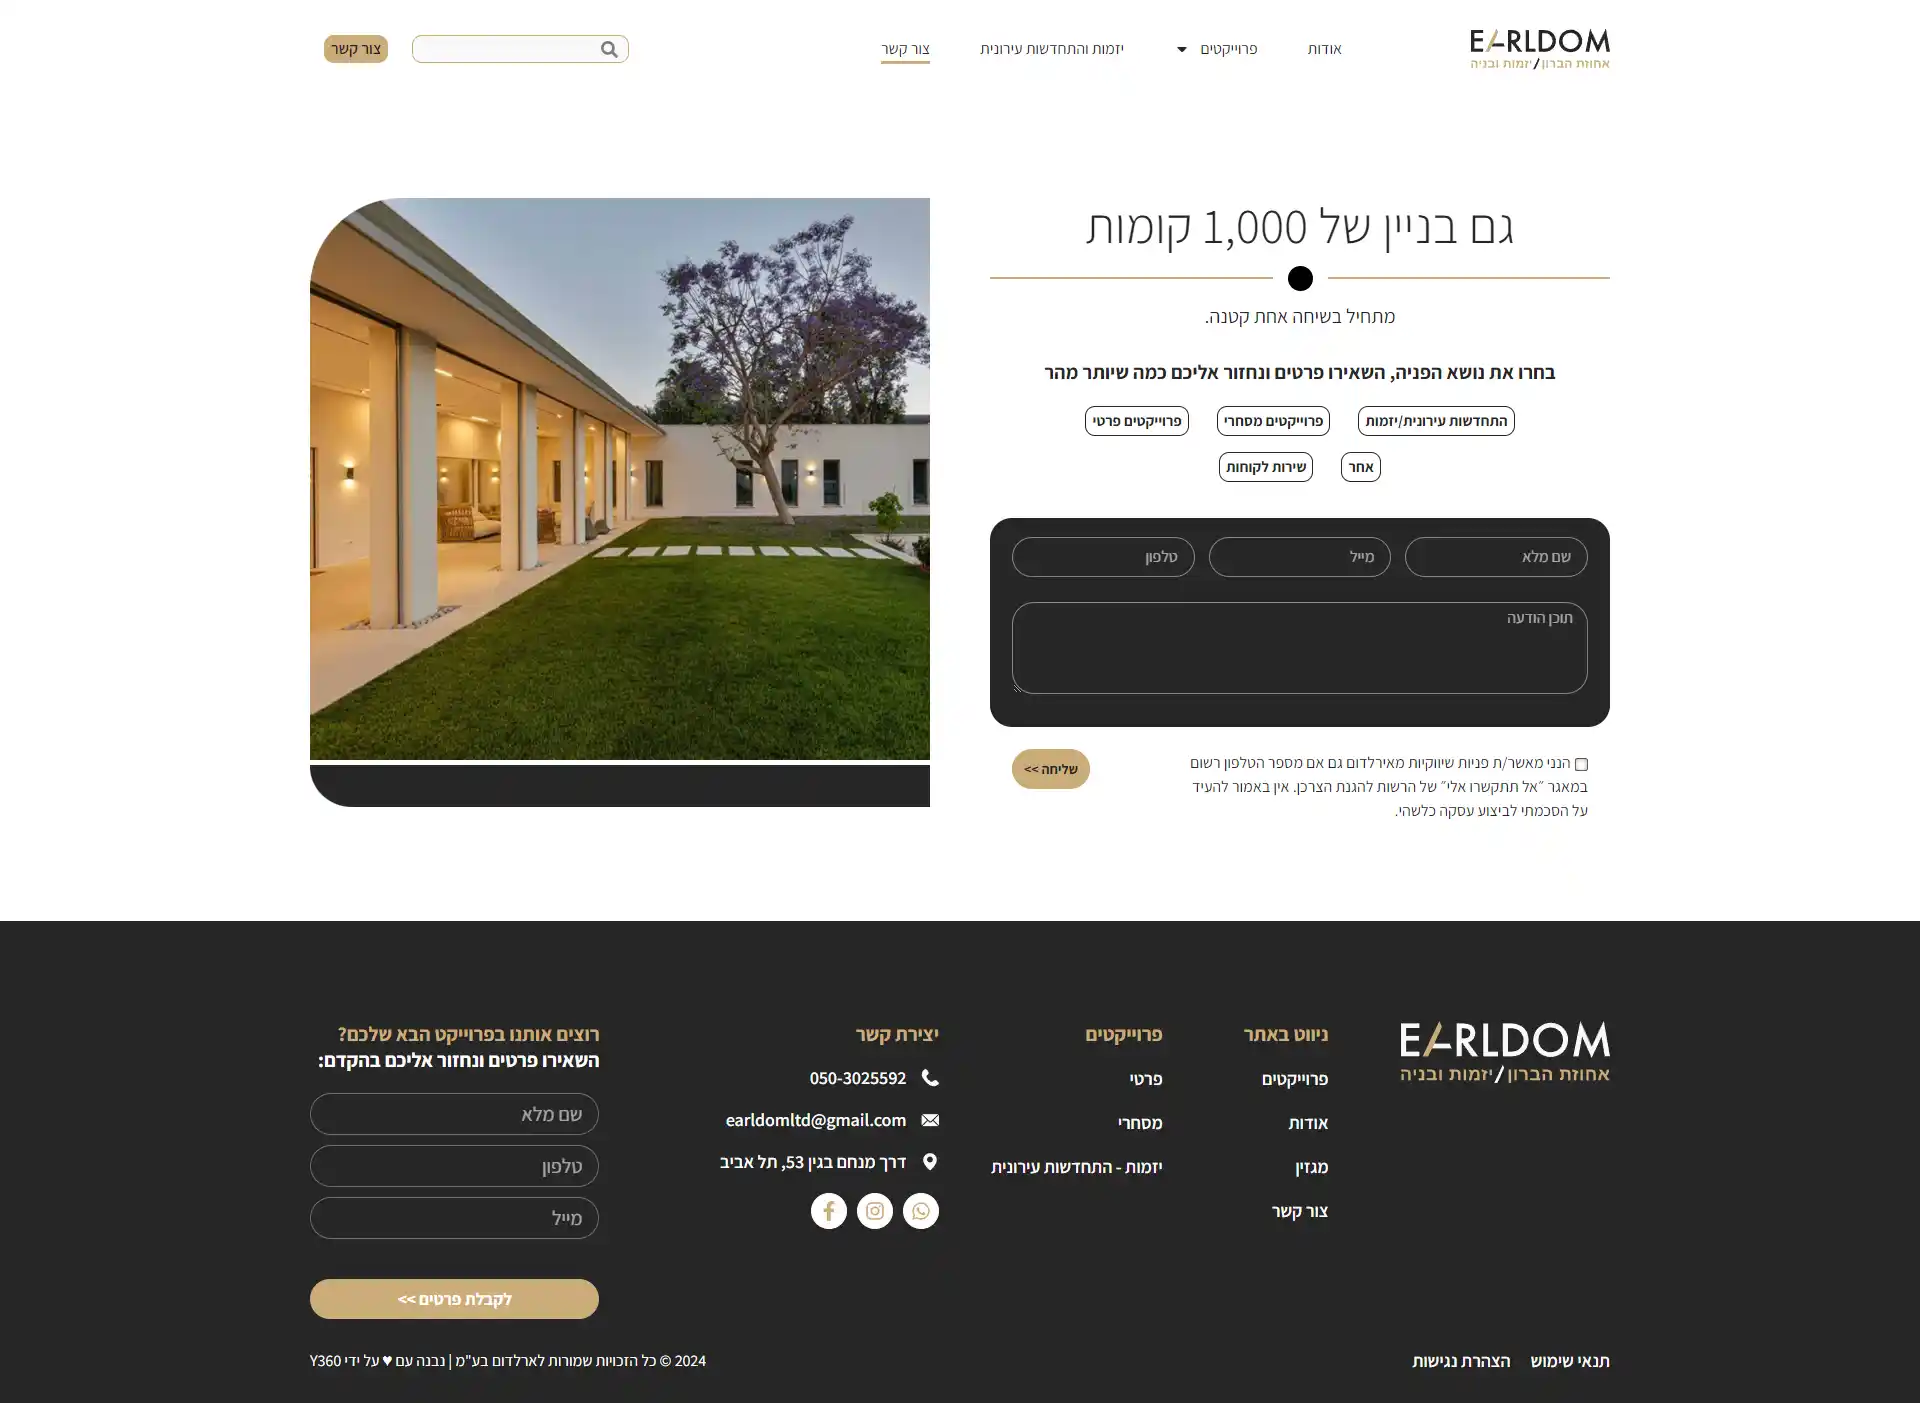 EARLDOM
אחוזת הברון/יזמות ובניה
אודות
פרוייקטים
יזמות והתחדשות עירונית
צור קשר
צור קשר
גם בניין של 1,000 קומות
מתחיל בשיחה אחת קטנה.
בחרו את נושא הפניה, השאירו פרטים ונחזור אליכם כמה שיותר מהר
התחדשות עירונית/יזמות
פרוייקטים מסחרי
פרוייקטים פרטי
אחר
שירות לקוחות
שם מלא
מייל
טלפון
תוכן הודעה
הנני מאשר/ת פניות שיווקיות מאירלדום גם אם מספר הטלפון רשום
במאגר ״אל תתקשרו אלי״ של הרשות להגנת הצרכן. אין באמור להעיד
על הסכמתי לביצוע עסקה כלשהי.
שליחה >>
EARLDOM
אחוזת הברון/יזמות ובניה
ניווט באתר
פרוייקטים
אודות
מגזין
צור קשר
פרוייקטים
פרטי
מסחרי
יזמות - התחדשות עירונית
יצירת קשר
050-3025592
earldomltd@gmail.com
דרך מנחם בגין 53, תל אביב
רוצים אותנו בפרוייקט הבא שלכם?
השאירו פרטים ונחזור אליכם בהקדם:
שם מלא
טלפון
מייל
לקבלת פרטים >>
תנאי שימוש
הצהרת נגישות
2024 © כל הזכויות שמורות לארלדום בע"מ | נבנה עם ♥ על ידי Y360